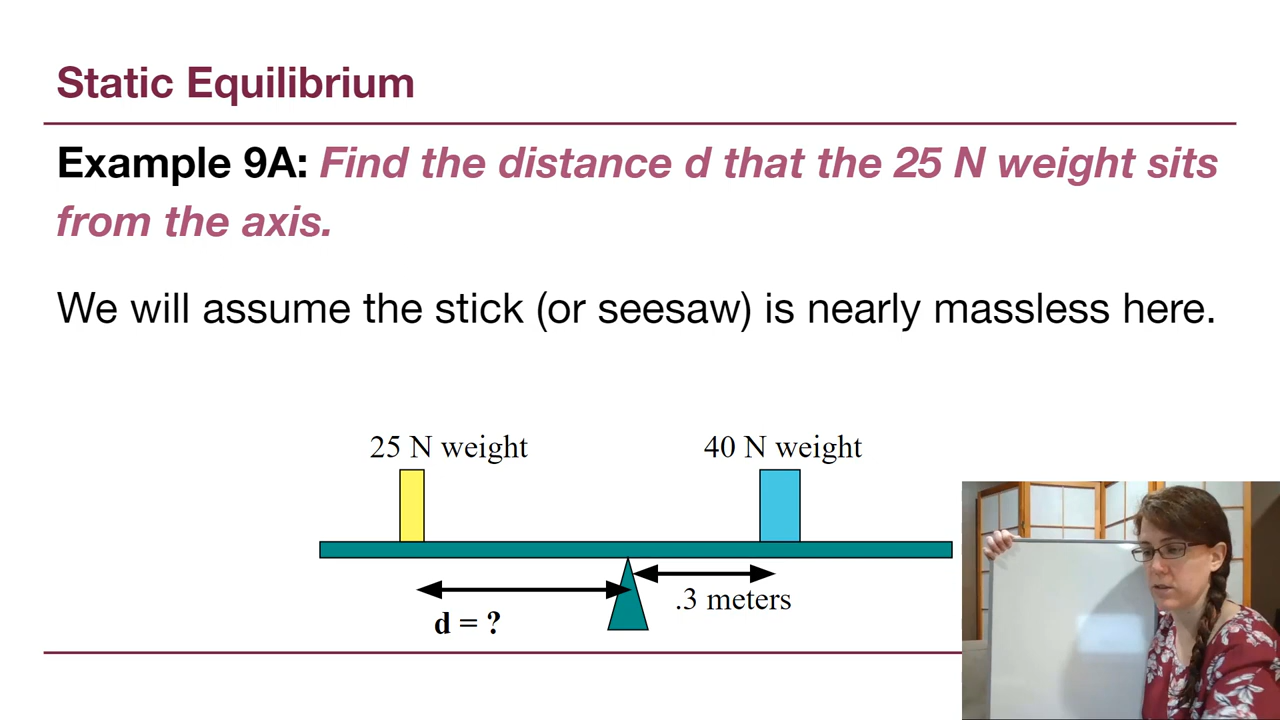 Static Equilibrium
Example 9A: Find the distance d that the 25 N weight sits
from the axis.
We will assume the stick (or seesaw) is nearly massless here.
25 N weight
40 N weight
.3 meters
d = ?